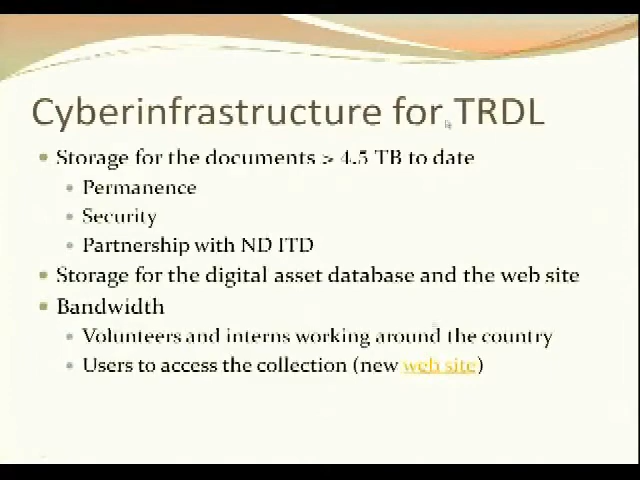 Cyberinfrastructure for TRDL
Storage for the documents > 4.5 TB to date
Permanence
Security
Partnership with ND ITD
Storage for the digital asset database and the web site
Bandwidth
Volunteers and interns working around the country
Users to access the collection (new web site)